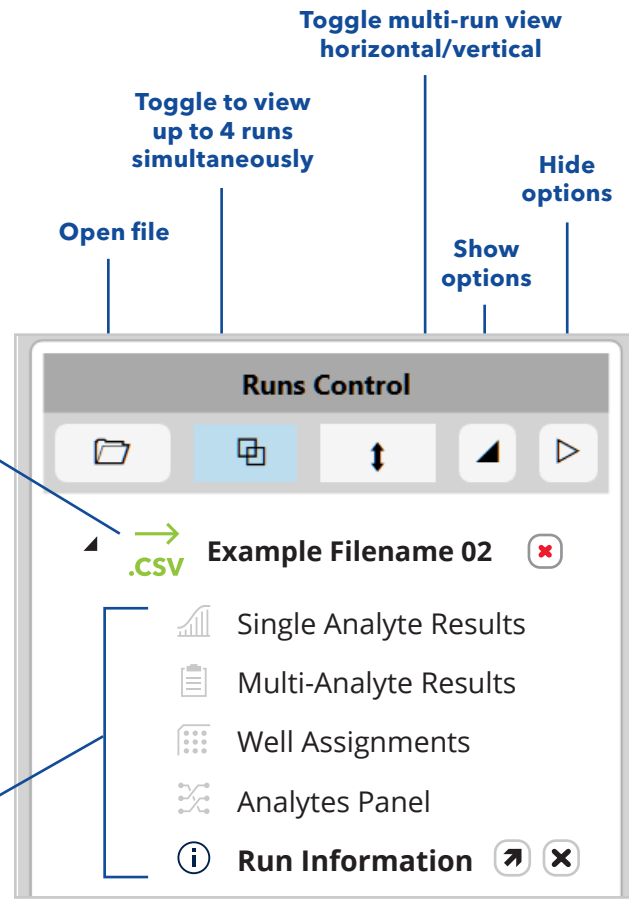 Toggle multi-run view
horizontal/vertical
Toggle to view
up to 4 runs
simultaneously
Hide
options
Open file
Show
options
Runs Control
.CSV Example Filename 02
Single Analyte Results
Multi-Analyte Results
Well Assignments
Analytes Panel
Run Information